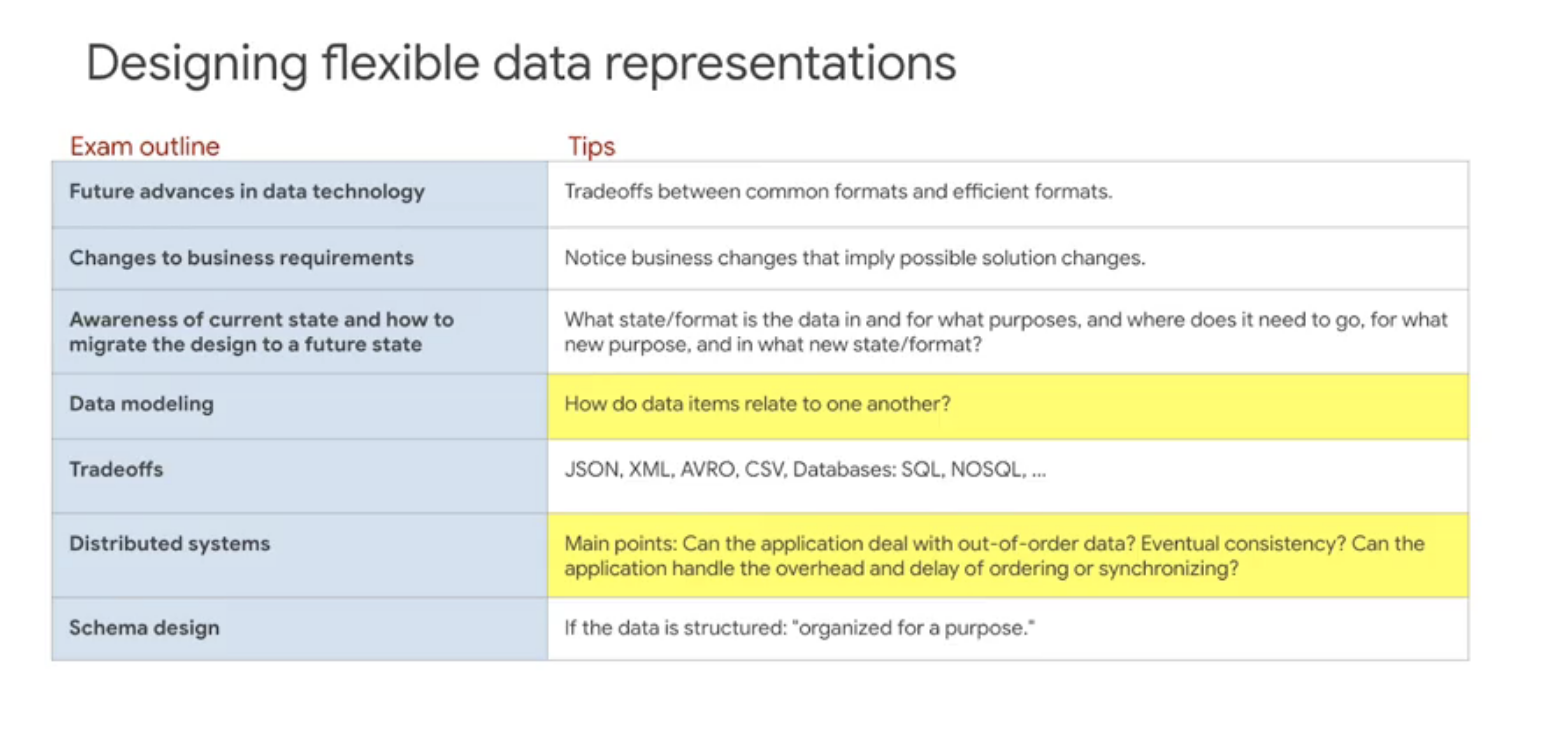 Designing flexible data representations
Exam outline
Tips
Future advances in data technology
Tradeoffs between common formats and efficient formats.
Changes to business requirements
Notice business changes that imply possible solution changes.
Awareness of current state and how to
migrate the design to a future state
What state/format is the data in and for what purposes, and where does it need to go, for what
new purpose, and in what new state/format?
Data modeling
How do data items relate to one another?
Tradeoffs
JSON, XML, AVRO, CSV, Databases: SQL, NOSQL, ...
Distributed systems
Main points: Can the application deal with out-of-order data? Eventual consistency? Can the
application handle the overhead and delay of ordering or synchronizing?
Schema design
If the data is structured: "organized for a purpose."